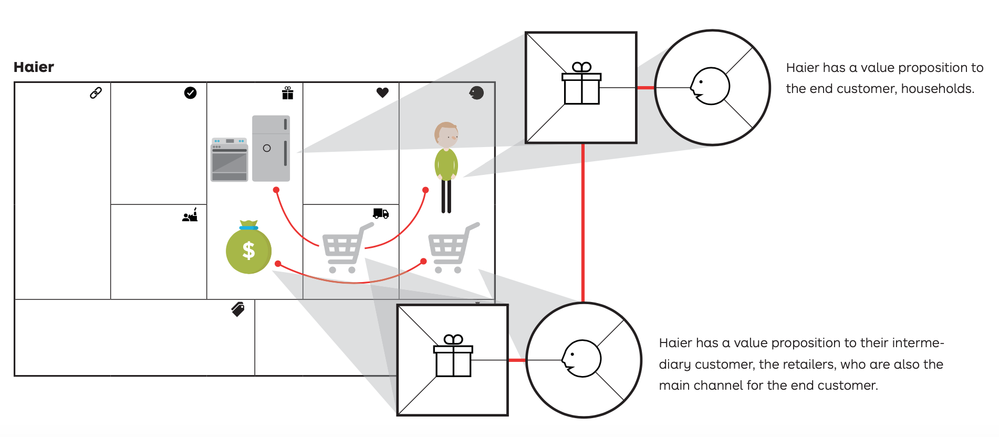 Haier
Haier has a value proposition to
the end customer, households.
$
Haier has a value proposition to their interme-
diary customer, the retailers, who are also the
main channel for the end customer.